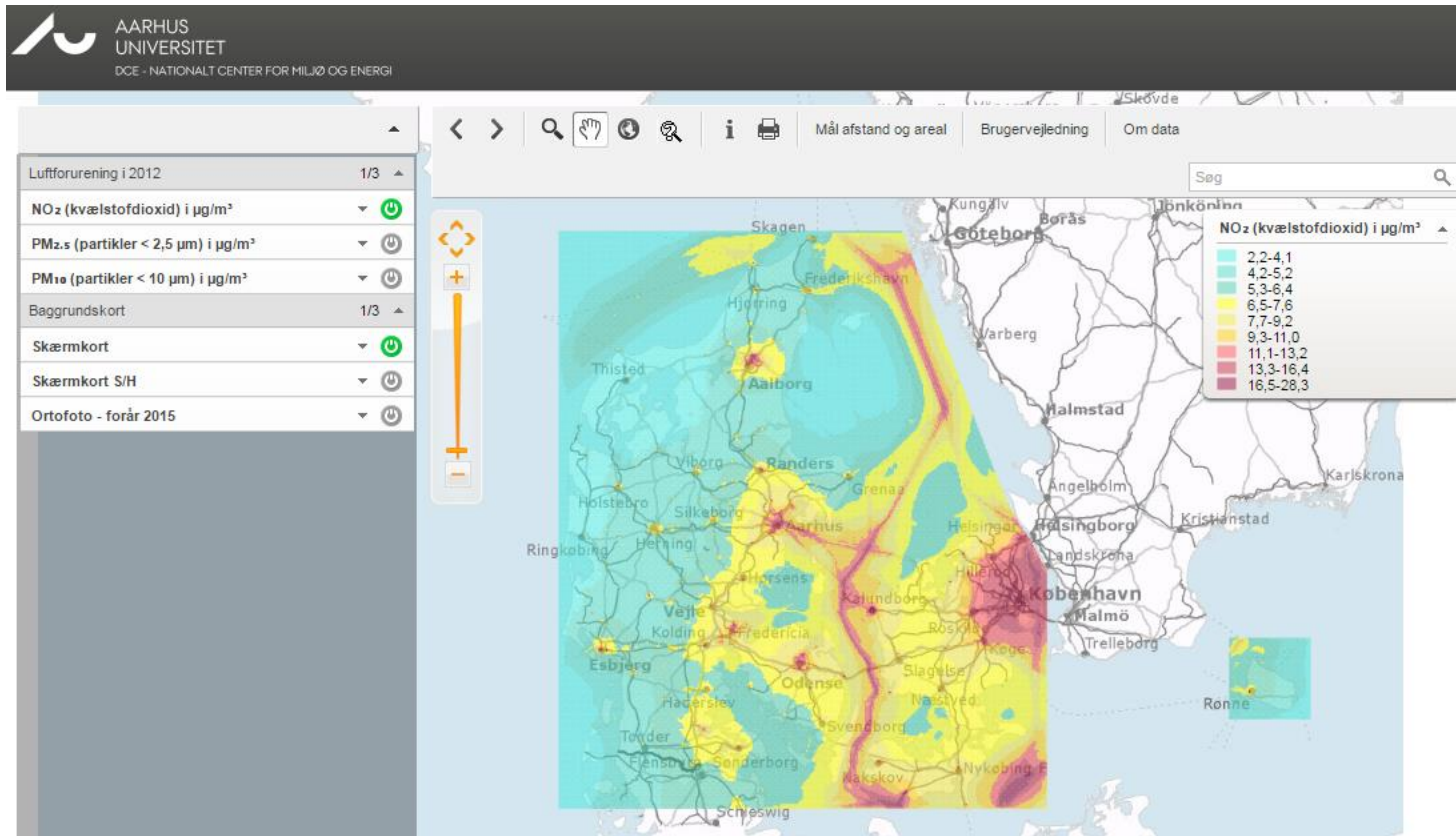 AARHUS
UNIVERSITET
DCE - NATIONALT CENTER FOR MILJØ OG ENERGI
Skövde
Mål afstand og areal
Brugervejledning
Om data
Søg
Luftforurening i 2012 1/3
NO₂ (kvælstofdioxid) i µg/m³
PM₂.₅ (partikler < 2,5 µm) i µg/m³
PM₁₀ (partikler < 10 µm) i µg/m³
Baggrundskort 1/3
Skærmkort
Skærmkort S/H
Ortofoto - forår 2015
NO₂ (kvælstofdioxid) i µg/m³
2,2-4,1
4,2-5,2
5,3-6,4
6,5-7,6
7,7-9,2
9,3-11,0
11,1-13,2
13,3-16,4
16,5-28,3
Kungälv
Borås
Jönköping
Skagen
Göteborg
Frederikshavn
Hjørring
Varberg
Thisted
Aalborg
Halmstad
Viborg
Randers
Karlskrona
Grenaa
Ängelholm
Holstebro
Silkeborg
Aarhus
Helsingør
Helsingborg
Kristianstad
Ringkøbing
Herning
Landskrona
Horsens
Hillerød
Kalundborg
København
Vejle
Malmö
Kolding
Fredericia
Roskilde
Køge
Trelleborg
Esbjerg
Odense
Slagelse
Haderslev
Næstved
Rønne
Svendborg
Tønder
Flensburg
Sønderborg
Nakskov
Nykøbing F
Schleswig